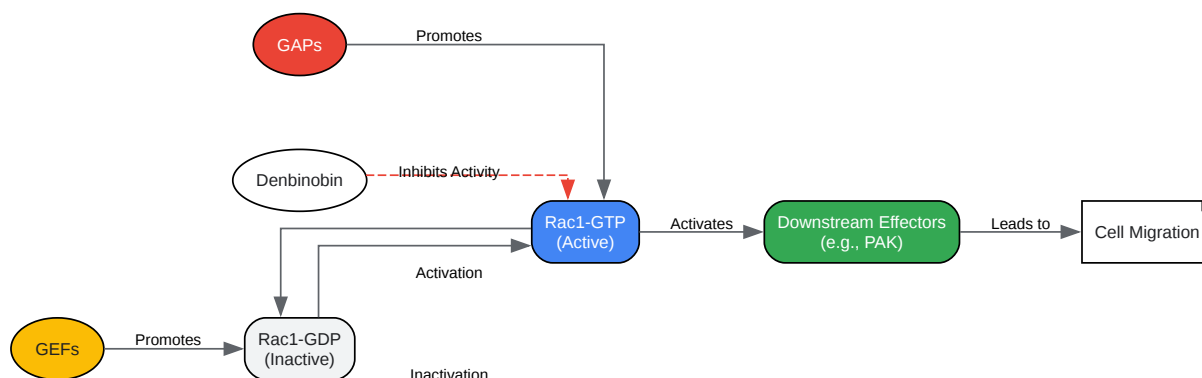 GAPs
Promotes
Denbinobin
Inhibits Activity
Rac1-GTP
(Active)
Activates
Downstream Effectors
(e.g., PAK)
Leads to
Cell Migration
Activation
GEFs
Promotes
Rac1-GDP
(Inactive)
Inactivation